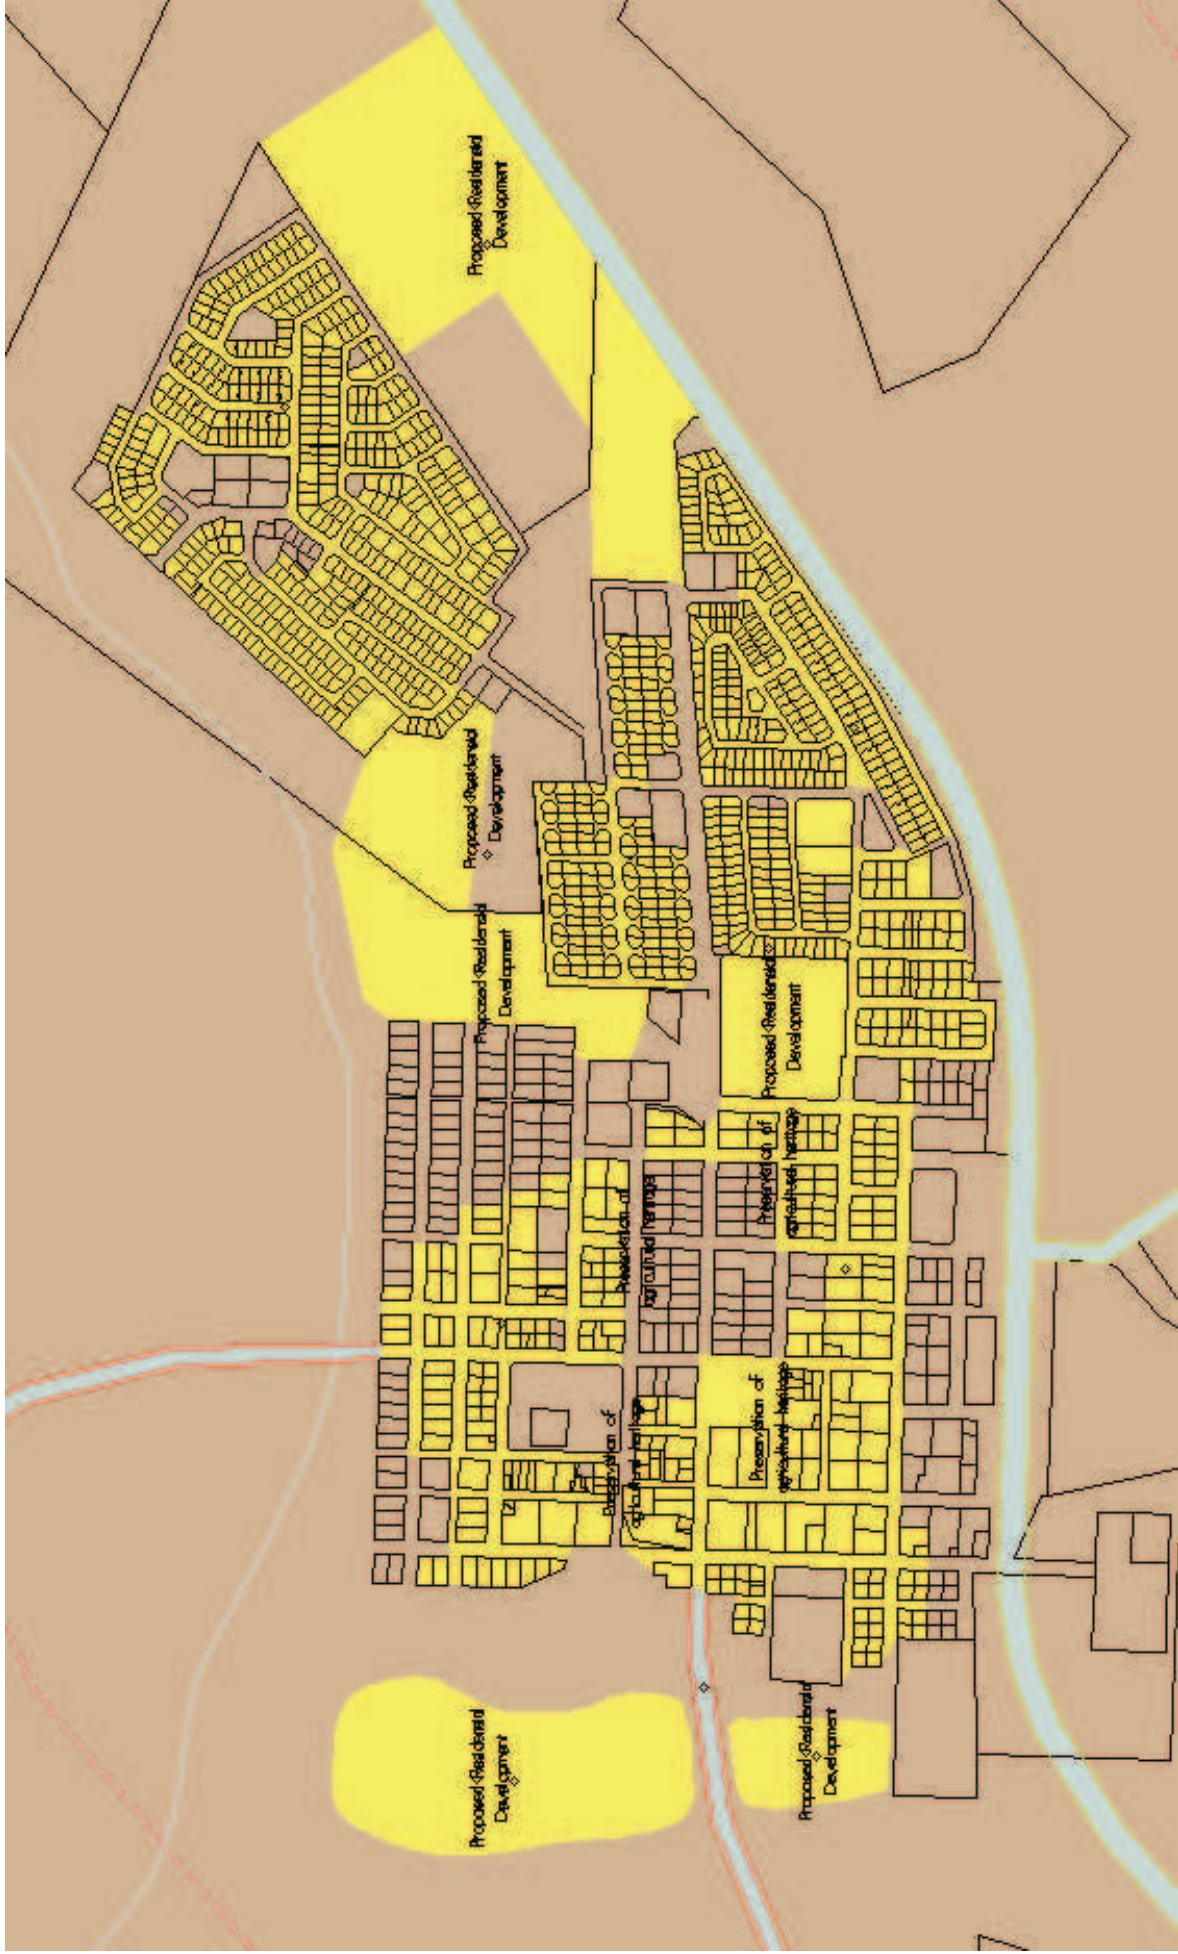 Proposed Residential
Development
Proposed Residential
Development
Proposed Residential
Development
Proposed Residential
Development
Preservation of
agricultural heritage
Preservation of
agricultural heritage
Preservation of
agricultural heritage
Preservation of
agricultural heritage
Proposed Residential
Development
Proposed Residential
Development